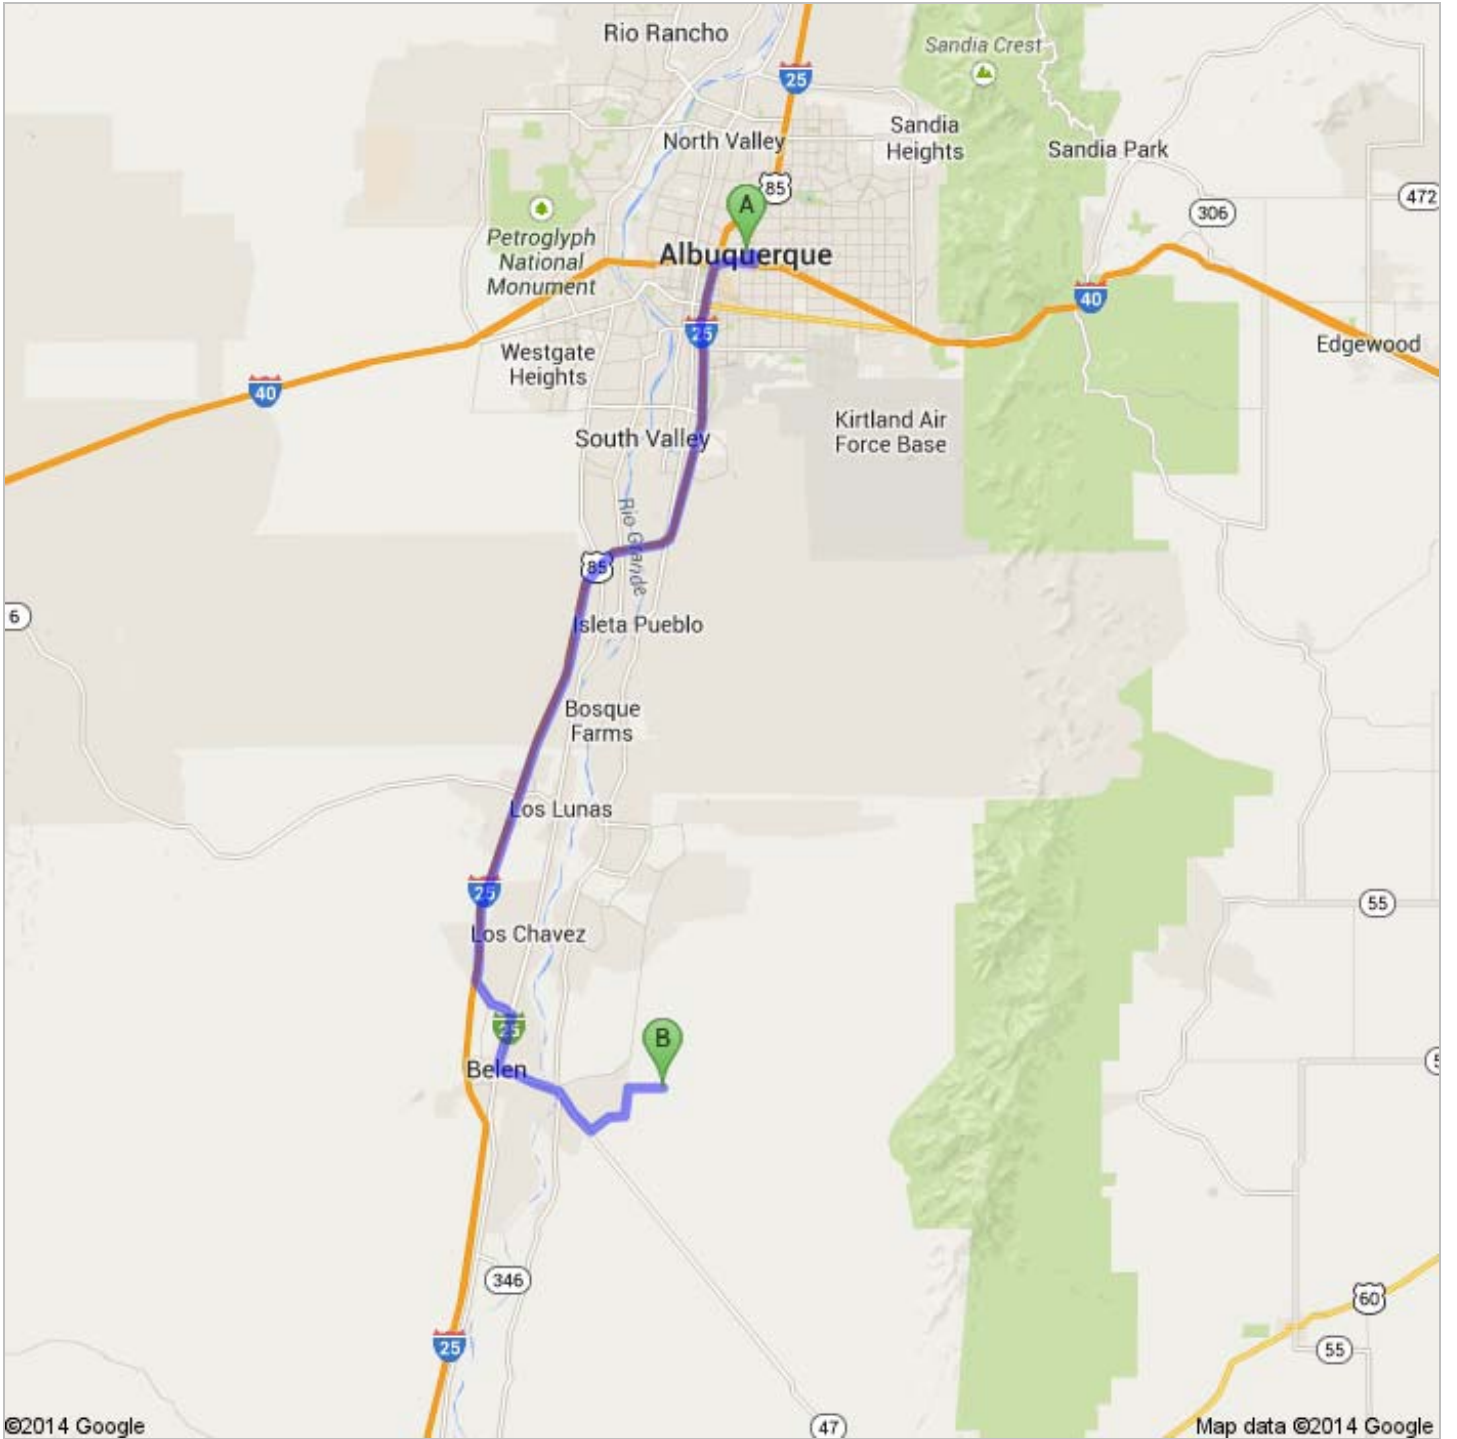 Rio Rancho
Sandia Crest
25
Sandia
Heights
North Valley
Sandia Park
85
472
A
306
Petroglyph
National
Monument
Albuquerque
40
25
Edgewood
Westgate
Heights
40
Kirtland Air
Force Base
South Valley
Rio Grande
85
6
Isleta Pueblo
Bosque
Farms
Los Lunas
25
55
Los Chavez
25
B
Belen
346
60
25
55
©2014 Google
47
Map data ©2014 Google